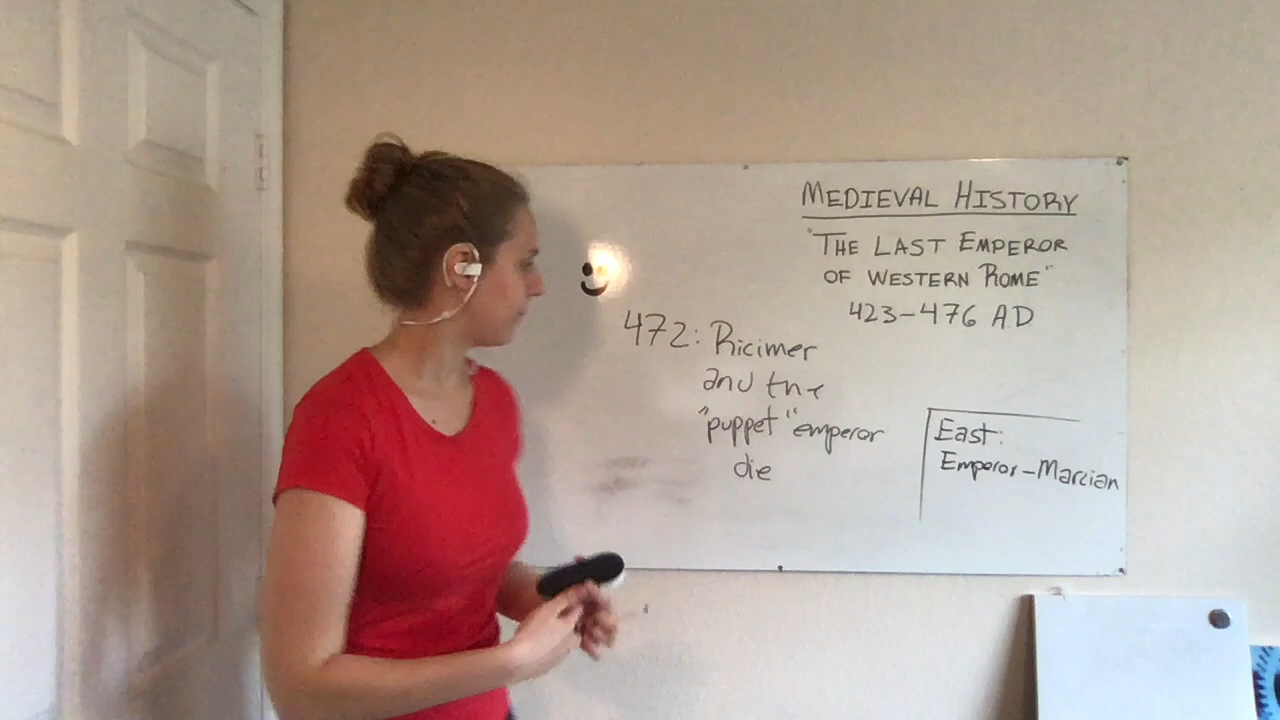 MEDIEVAL HISTORY
"THE LAST EMPEROR
OF WESTERN ROME"
423-476 AD
472: Ricimer
and the
"puppet" emperor
die
East:
Emperor-Marcian